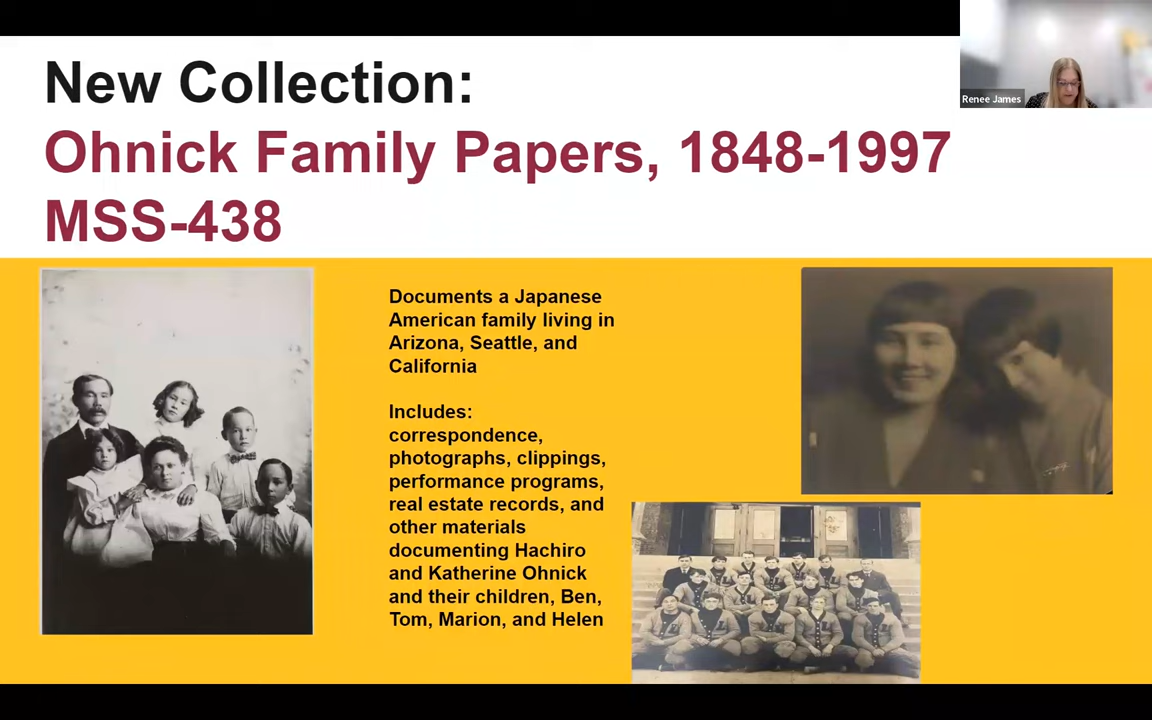 New Collection:
Ohnick Family Papers, 1848-1997
MSS-438
Renee James
Documents a Japanese
American family living in
Arizona, Seattle, and
California
Includes:
correspondence,
photographs, clippings,
performance programs,
real estate records, and
other materials
documenting Hachiro
and Katherine Ohnick
and their children, Ben,
Tom, Marion, and Helen